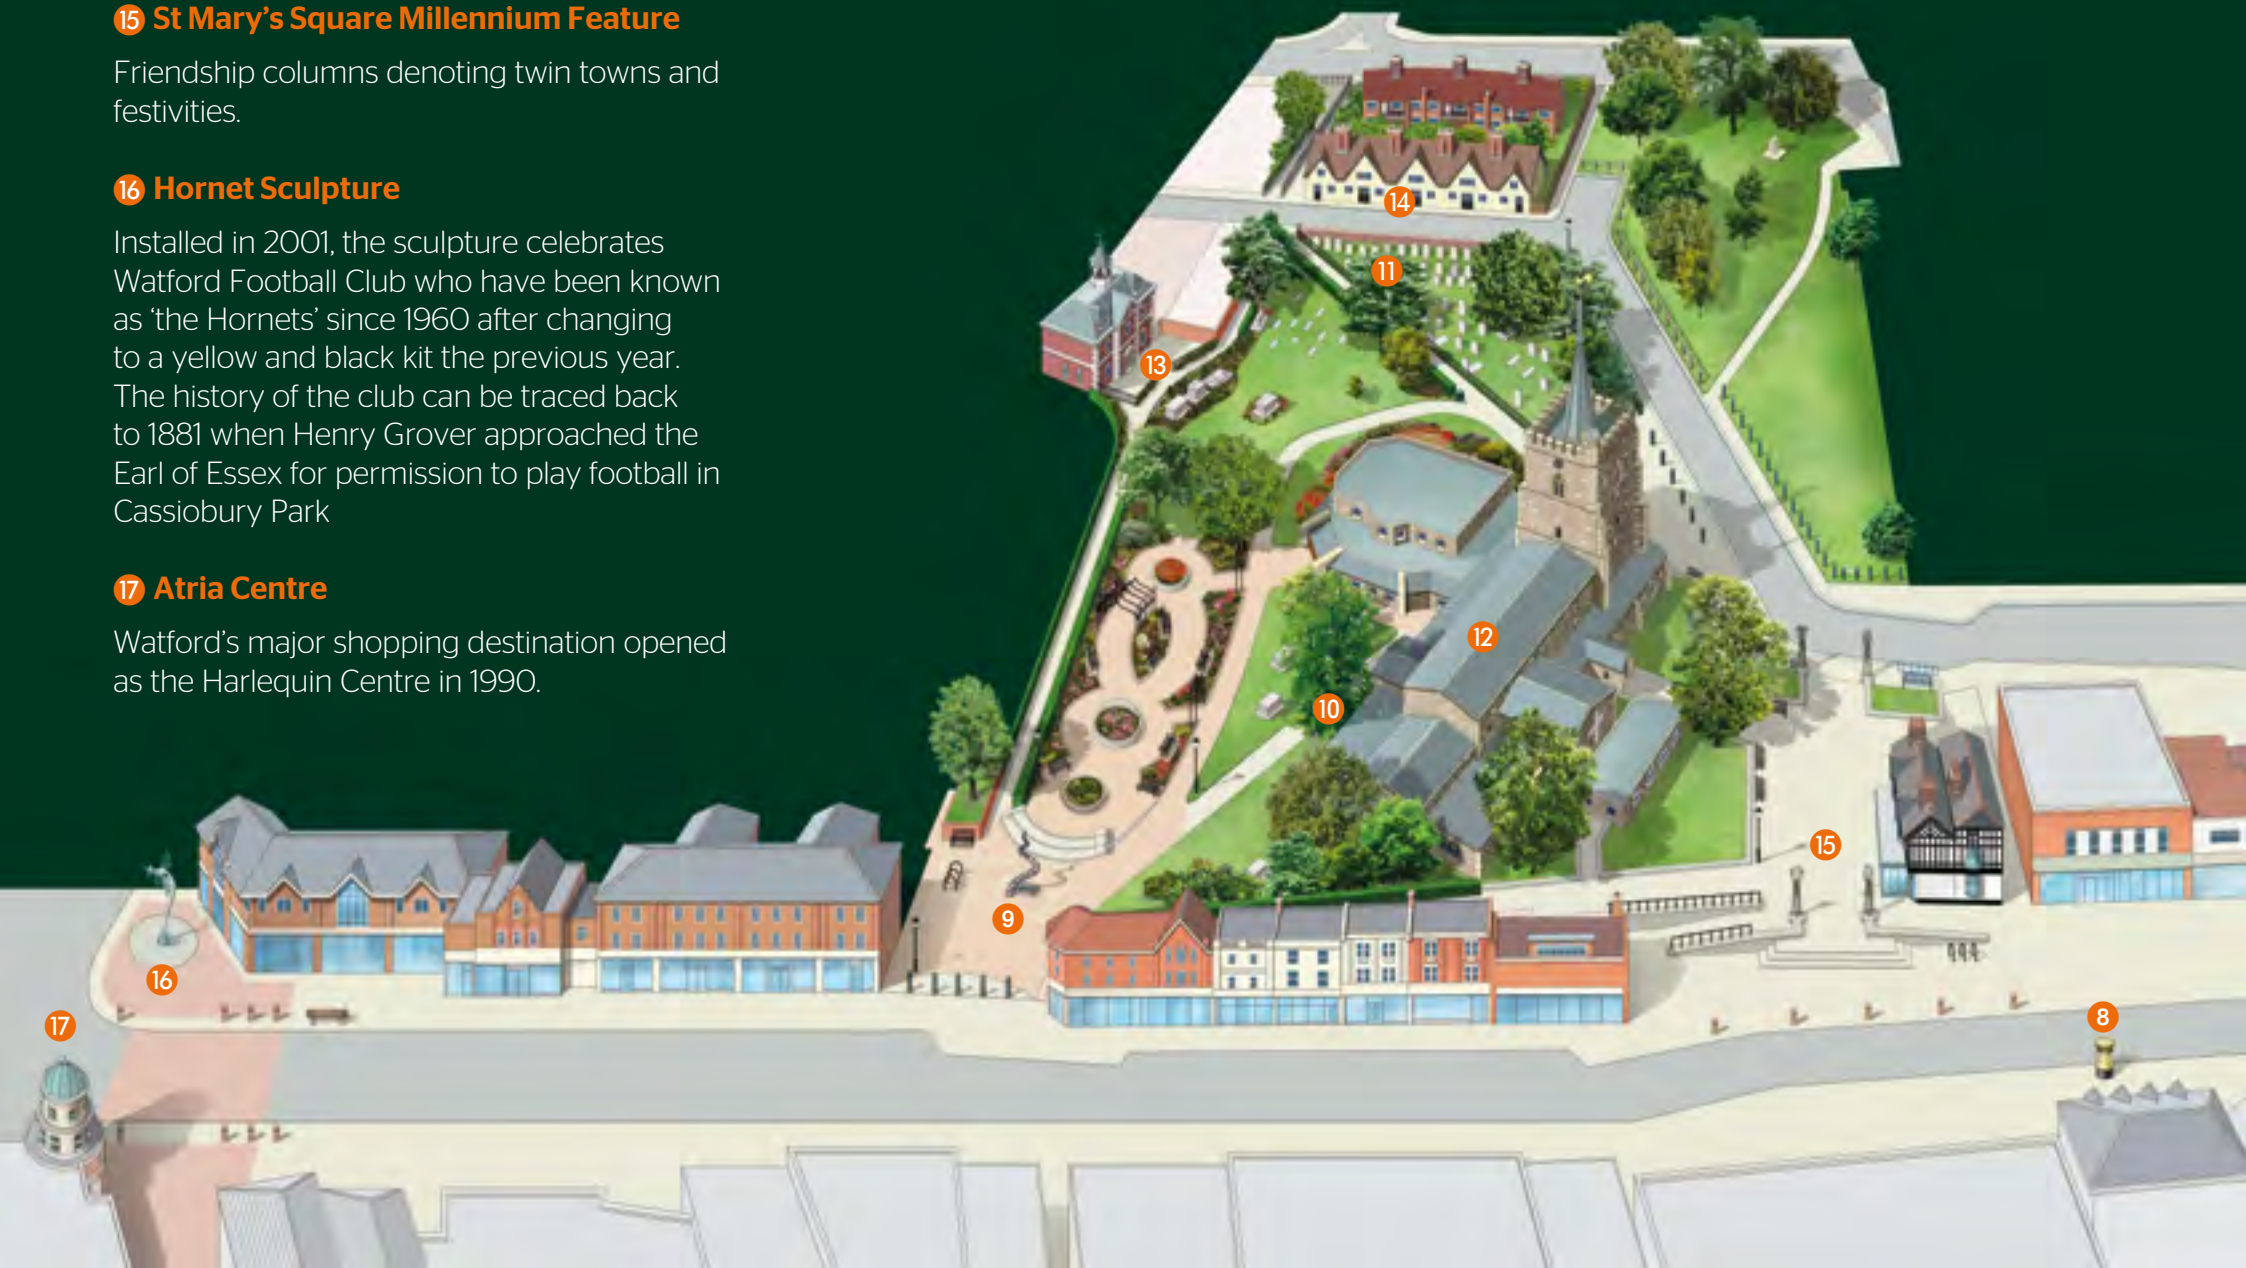 15 St Mary’s Square Millennium Feature
Friendship columns denoting twin towns and
festivities.
16 Hornet Sculpture
Installed in 2001, the sculpture celebrates
Watford Football Club who have been known
as ‘the Hornets’ since 1960 after changing
to a yellow and black kit the previous year.
The history of the club can be traced back
to 1881 when Henry Grover approached the
Earl of Essex for permission to play football in
Cassiobury Park
17 Atria Centre
Watford’s major shopping destination opened
as the Harlequin Centre in 1990.
14
11
13
12
10
15
9
16
8
17